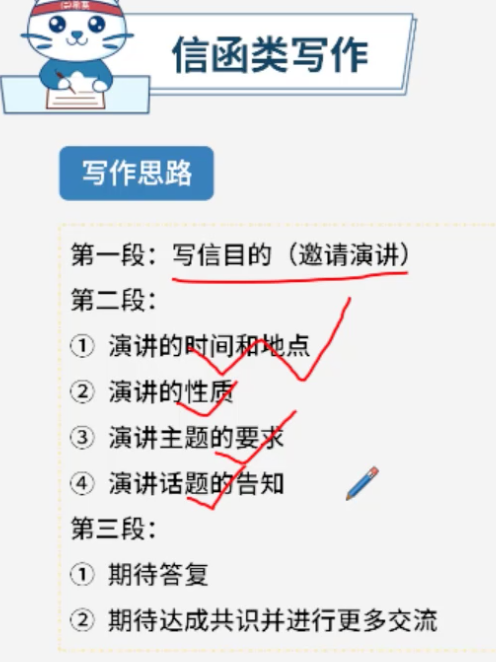 信函类写作
写作思路
第一段：写信目的（邀请演讲）
第二段：
① 演讲的时间和地点
② 演讲的性质
③ 演讲主题的要求
④ 演讲话题的告知
第三段：
① 期待答复
② 期待达成共识并进行更多交流